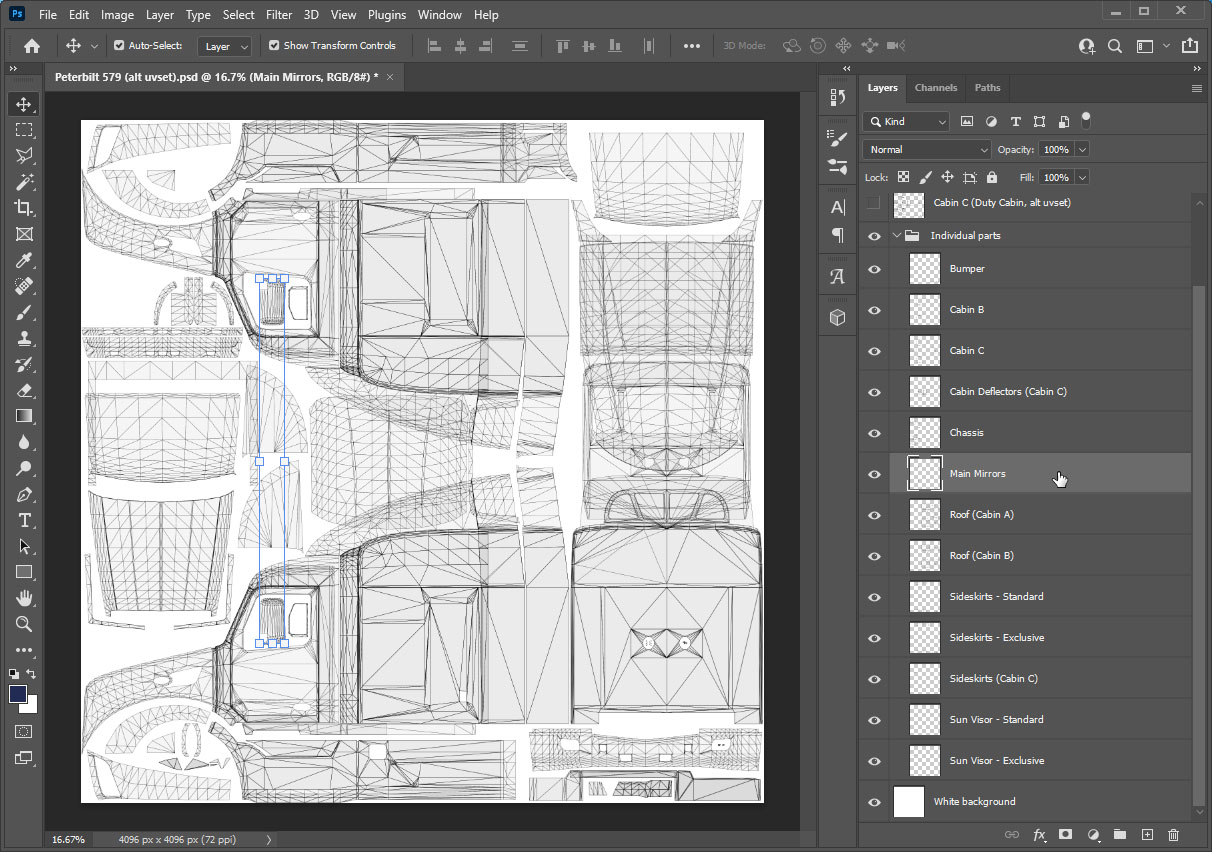 Ps File Edit Image Layer Type Select Filter 3D View Plugins Window Help
Auto-Select: Layer Show Transform Controls 3D Mode:
Peterbilt 579 (alt uvset).psd @ 16.7% (Main Mirrors, RGB/8#) *
Layers Channels Paths
Kind
Normal Opacity: 100%
Lock: Fill: 100%
Cabin C (Duty Cabin, alt uvset)
Individual parts
Bumper
Cabin B
Cabin C
Cabin Deflectors (Cabin C)
Chassis
Main Mirrors
Roof (Cabin A)
Roof (Cabin B)
Sideskirts - Standard
Sideskirts - Exclusive
Sideskirts (Cabin C)
Sun Visor - Standard
Sun Visor - Exclusive
White background
16.67% 4096 px x 4096 px (72 ppi)